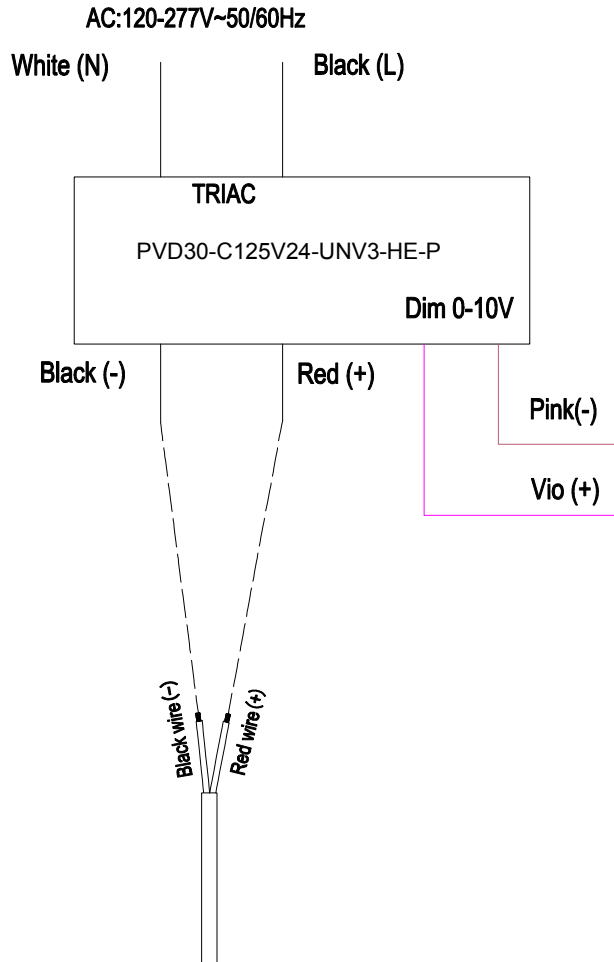 AC:120-277V~50/60Hz
White (N)
Black (L)
TRIAC
PVD30-C125V24-UNV3-HE-P
Dim 0-10V
Black (-)
Red (+)
Pink(-)
Vio (+)
Black wire (-)
Red wire (+)